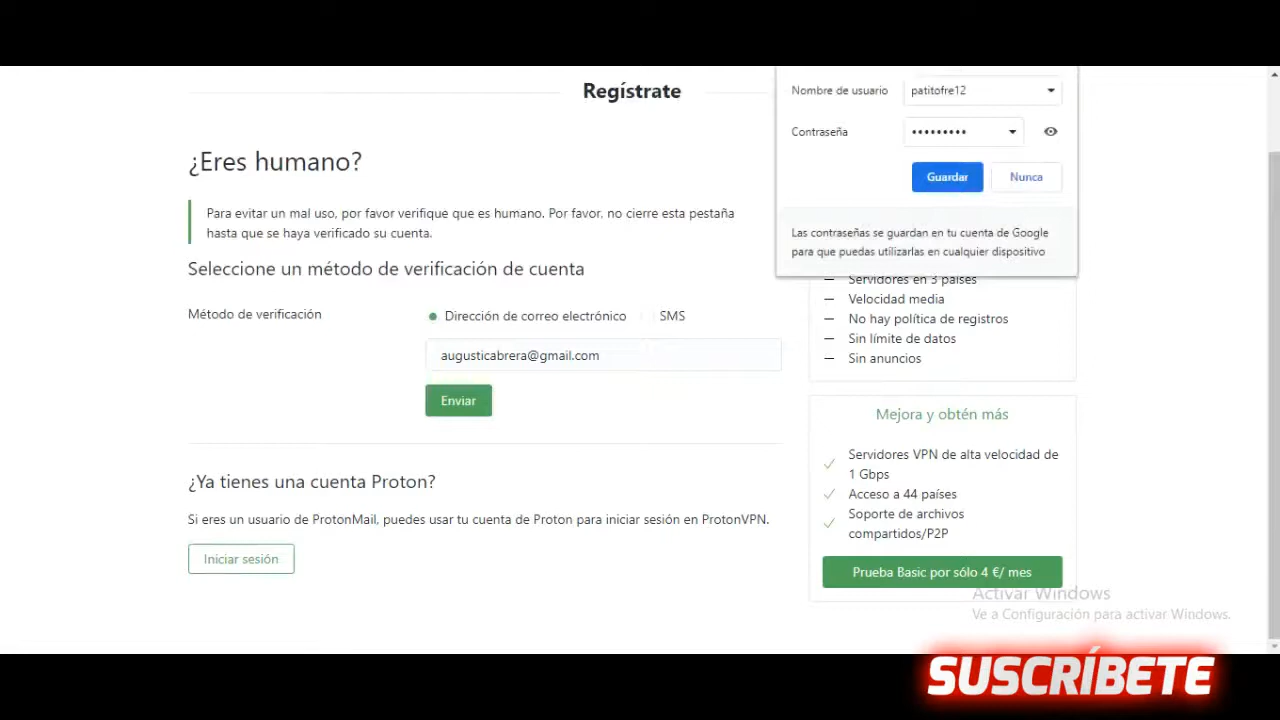 Regístrate
Nombre de usuario
patitofre12
Contraseña
•••••••••
Guardar
Nunca
Las contraseñas se guardan en tu cuenta de Google
para que puedas utilizarlas en cualquier dispositivo
¿Eres humano?
Para evitar un mal uso, por favor verifique que es humano. Por favor, no cierre esta pestaña
hasta que se haya verificado su cuenta.
Seleccione un método de verificación de cuenta
Método de verificación
Dirección de correo electrónico
SMS
augusticabrera@gmail.com
Enviar
¿Ya tienes una cuenta Proton?
Si eres un usuario de ProtonMail, puedes usar tu cuenta de Proton para iniciar sesión en ProtonVPN.
Iniciar sesión
Servidores en 3 países
Velocidad media
No hay política de registros
Sin límite de datos
Sin anuncios
Mejora y obtén más
Servidores VPN de alta velocidad de
1 Gbps
Acceso a 44 países
Soporte de archivos
compartidos/P2P
Prueba Basic por sólo 4 €/ mes
Activar Windows
Ve a Configuración para activar Windows.
SUSCRÍBETE